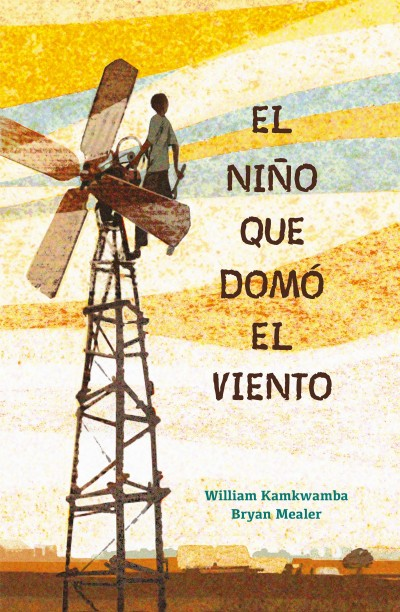 EL
NIÑO
QUE
DOMÓ
EL
VIENTO
William Kamkwamba
Bryan Mealer